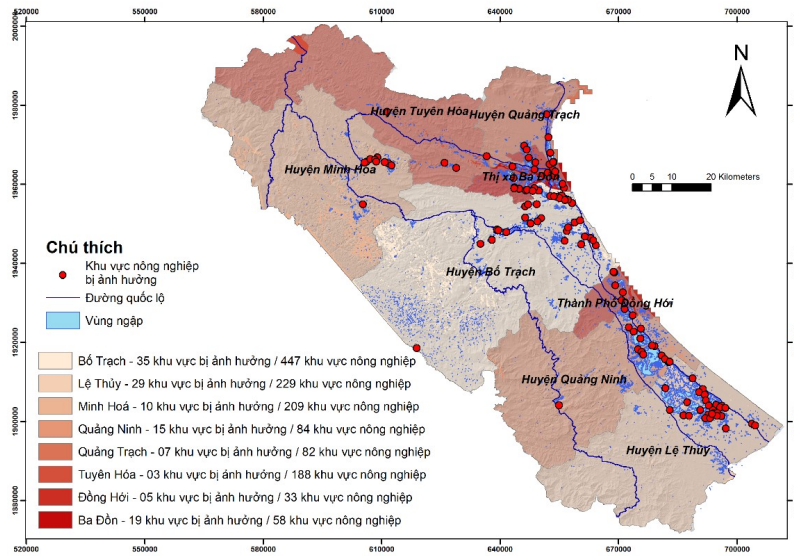 520000 550000 580000 610000 640000 670000 700000
2000000
1980000
1960000
1940000
1920000
1900000
1880000
N
Huyện Tuyên Hóa
Huyện Quảng Trạch
Huyện Minh Hóa
Thị xã Ba Đồn
0 5 10 20 Kilometers
Huyện Bố Trạch
Thành Phố Đồng Hới
Huyện Quảng Ninh
Huyện Lệ Thuỷ
Chú thích
Khu vực nông nghiệp
bị ảnh hưởng
Đường quốc lộ
Vùng ngập
Bố Trạch - 35 khu vực bị ảnh hưởng / 447 khu vực nông nghiệp
Lệ Thủy - 29 khu vực bị ảnh hưởng / 229 khu vực nông nghiệp
Minh Hoá - 10 khu vực bị ảnh hưởng / 209 khu vực nông nghiệp
Quảng Ninh - 15 khu vực bị ảnh hưởng / 84 khu vực nông nghiệp
Quảng Trạch - 07 khu vực bị ảnh hưởng / 82 khu vực nông nghiệp
Tuyên Hóa - 03 khu vực bị ảnh hưởng / 188 khu vực nông nghiệp
Đồng Hới - 05 khu vực bị ảnh hưởng / 33 khu vực nông nghiệp
Ba Đồn - 19 khu vực bị ảnh hưởng / 58 khu vực nông nghiệp
520000 550000 580000 610000 640000 670000 700000